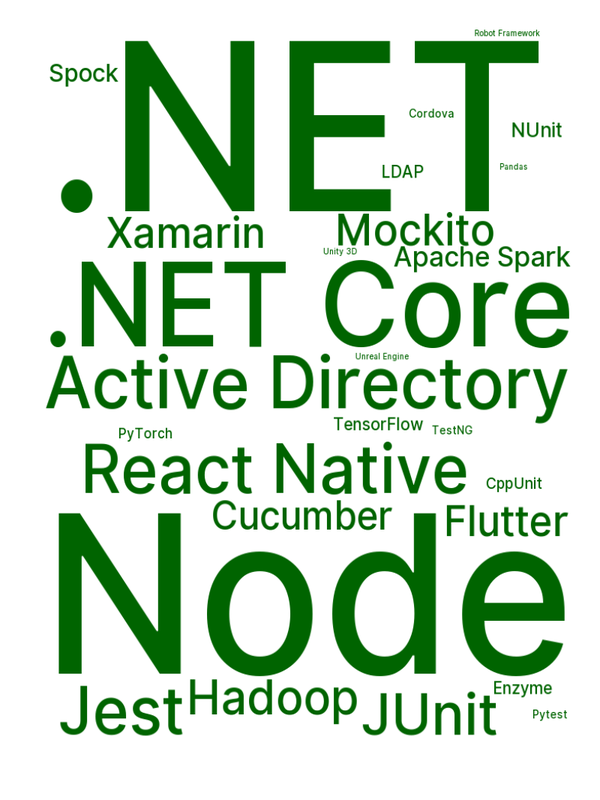 Robot Framework
.NET
Spock
Cordova
NUnit
LDAP
Pandas
Xamarin
Mockito
Unity 3D
Apache Spark
.NET Core
Unreal Engine
Active Directory
TensorFlow
TestNG
PyTorch
React Native
CppUnit
Cucumber
Flutter
Node
Jest
Hadoop
JUnit
Enzyme
Pytest